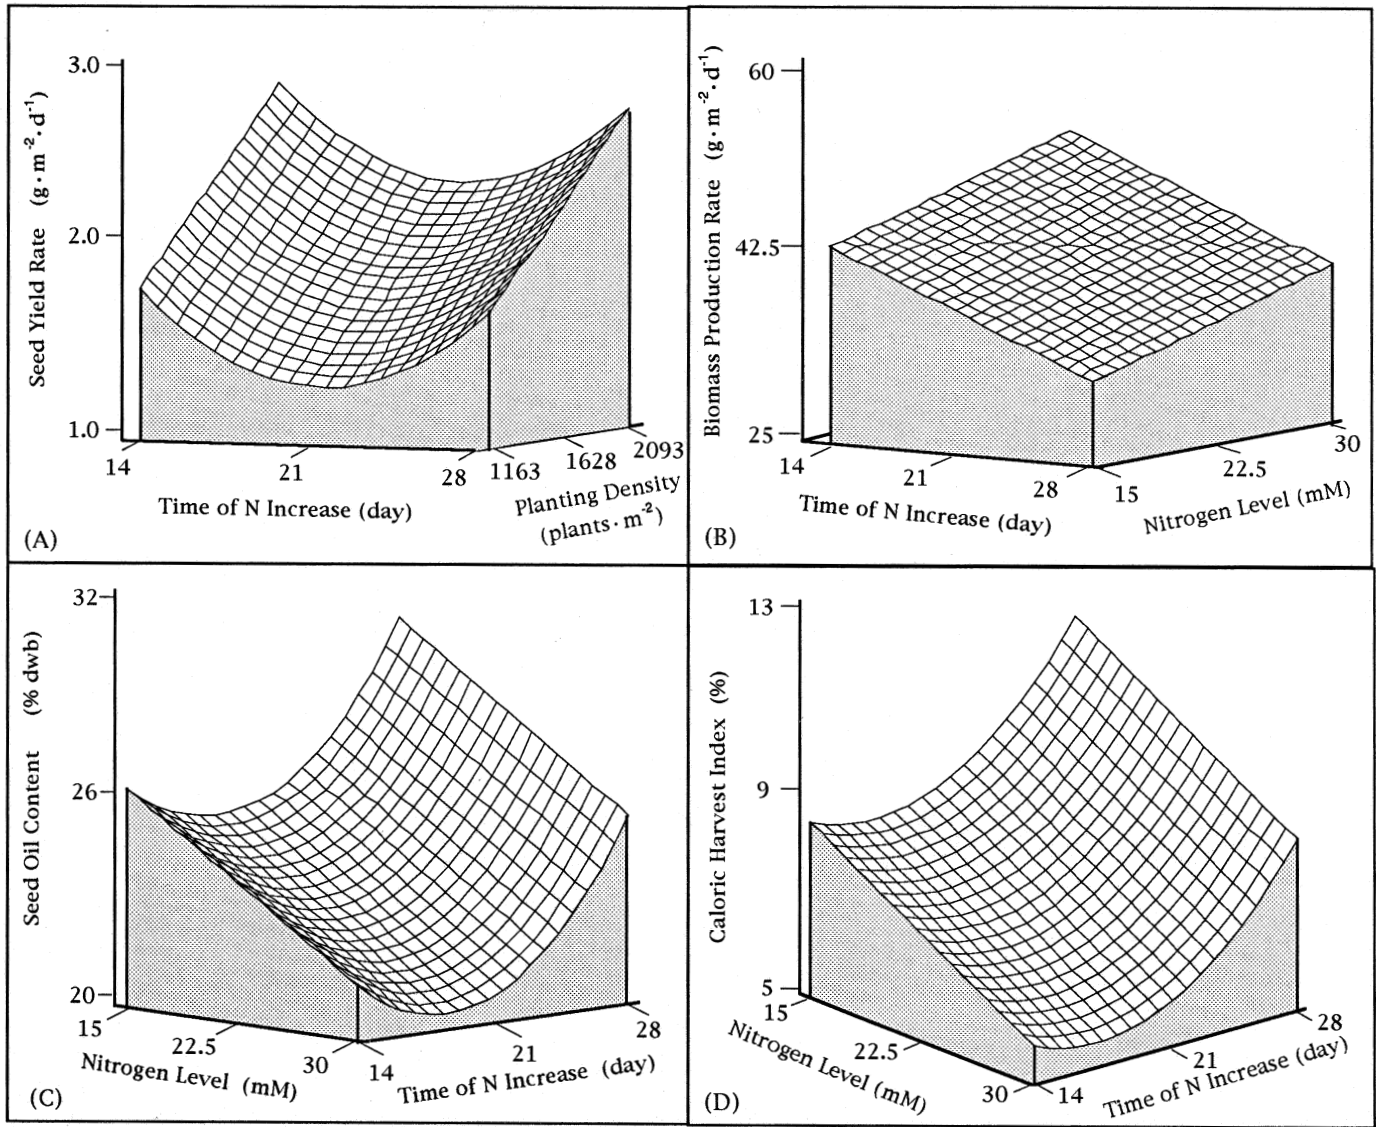 Seed Yield Rate (g·m⁻²·d⁻¹)
3.0
2.0
1.0
14
21
28
1163
1628
2093
Time of N Increase (day)
Planting Density
(plants·m⁻²)
(A)
Biomass Production Rate (g·m⁻²·d⁻¹)
60
42.5
25
14
21
28
15
22.5
30
Time of N Increase (day)
Nitrogen Level (mM)
(B)
Seed Oil Content (% dwb)
32
26
20
15
22.5
30
14
21
28
Nitrogen Level (mM)
Time of N Increase (day)
(C)
Caloric Harvest Index (%)
13
9
5
15
22.5
30
14
21
28
Nitrogen Level (mM)
Time of N Increase (day)
(D)